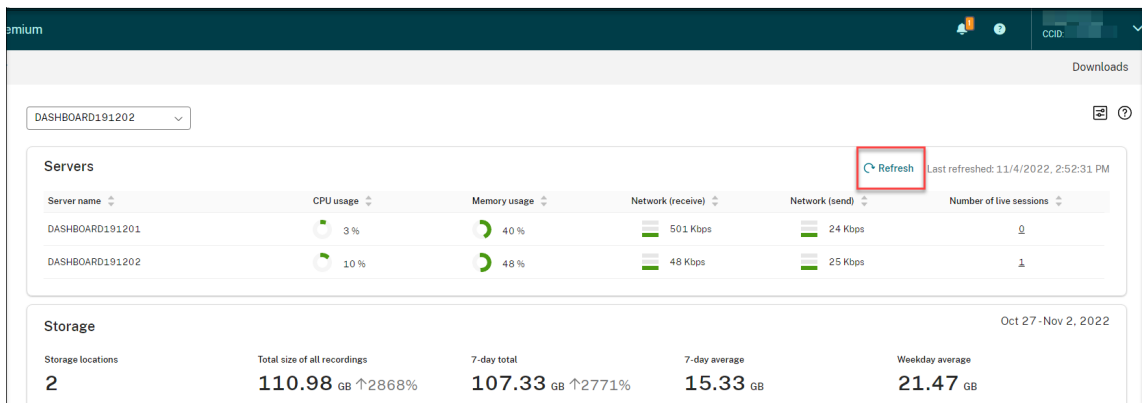 emium
1
?
CCID:
Downloads
DASHBOARD191202
?
Servers
Refresh
Last refreshed: 11/4/2022, 2:52:31 PM
Server name CPU usage Memory usage Network (receive) Network (send) Number of live sessions
DASHBOARD191201 3 % 40 % 501 Kbps 24 Kbps 0
DASHBOARD191202 10 % 48 % 48 Kbps 25 Kbps 1
Storage
Oct 27-Nov 2, 2022
Storage locations Total size of all recordings 7-day total 7-day average Weekday average
2 110.98 GB ↑2868% 107.33 GB ↑2771% 15.33 GB 21.47 GB